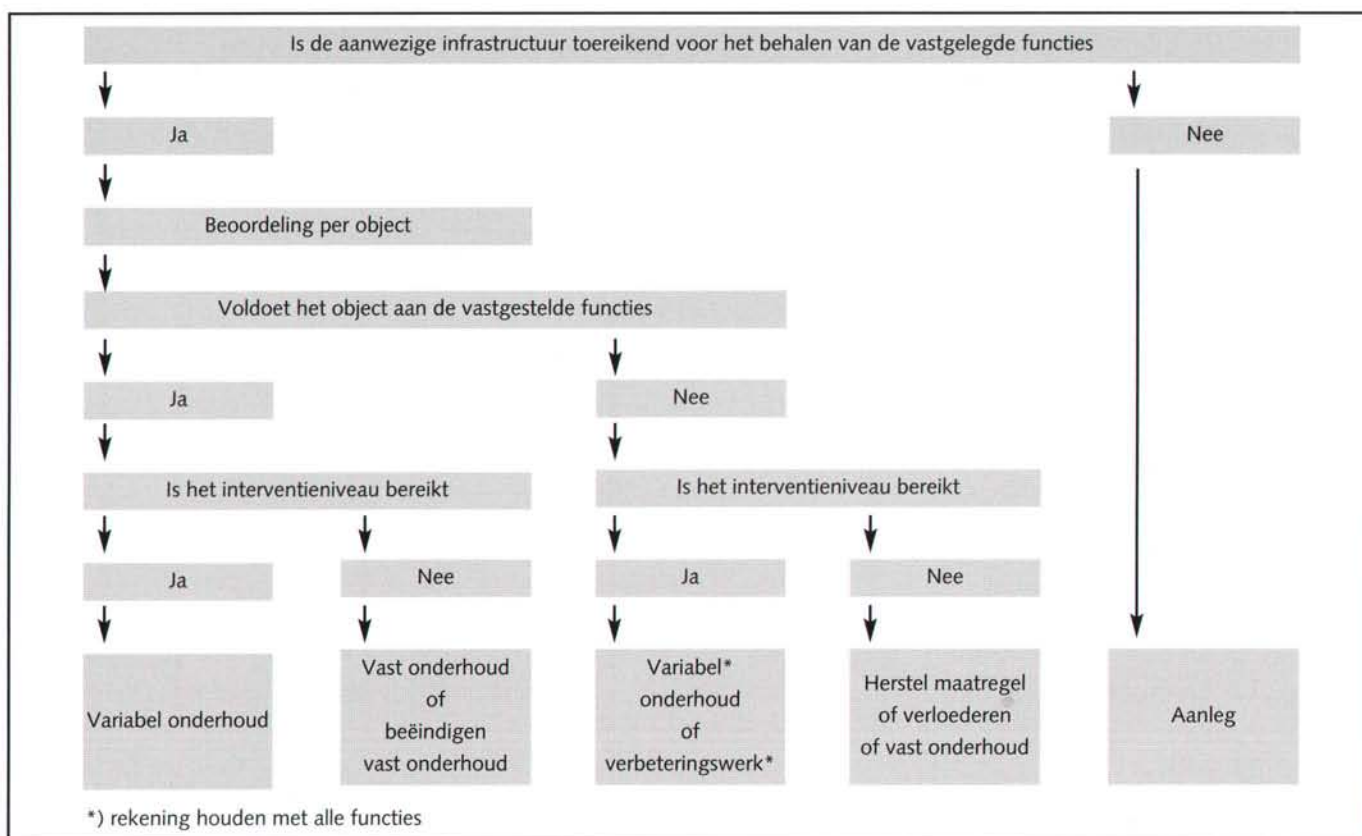 Is de aanwezige infrastructuur toereikend voor het behalen van de vastgelegde functies
Ja
Nee
Beoordeling per object
Voldoet het object aan de vastgestelde functies
Ja
Nee
Is het interventieniveau bereikt
Is het interventieniveau bereikt
Ja
Nee
Ja
Nee
Variabel onderhoud
Vast onderhoud
of
beëindigen
vast onderhoud
Variabel*
onderhoud
of
verbeteringswerk*
Herstel maatregel
of verloederen
of vast onderhoud
Aanleg
*) rekening houden met alle functies